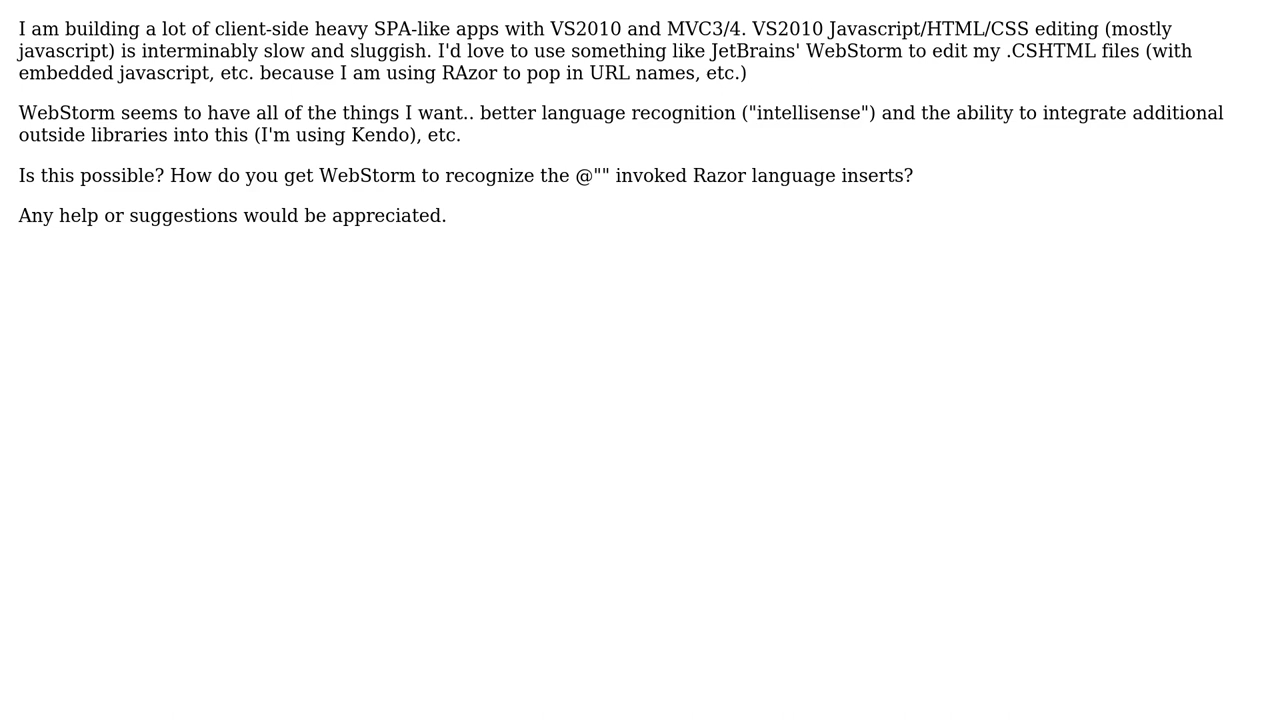 I am building a lot of client-side heavy SPA-like apps with VS2010 and MVC3/4. VS2010 Javascript/HTML/CSS editing (mostly
javascript) is interminably slow and sluggish. I'd love to use something like JetBrains' WebStorm to edit my .CSHTML files (with
embedded javascript, etc. because I am using RAzor to pop in URL names, etc.)
WebStorm seems to have all of the things I want.. better language recognition ("intellisense") and the ability to integrate additional
outside libraries into this (I'm using Kendo), etc.
Is this possible? How do you get WebStorm to recognize the @"" invoked Razor language inserts?
Any help or suggestions would be appreciated.